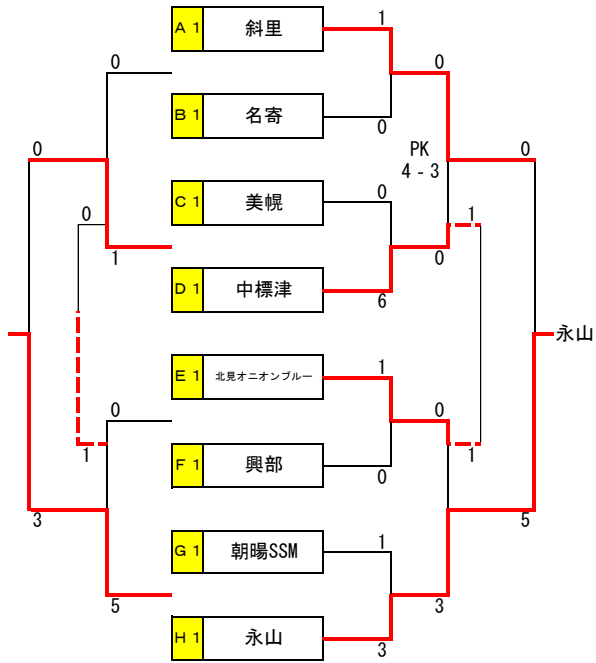 A1 斜里 1
0 0
B1 名寄 0
PK
4 - 3
0 0
C1 美幌 0
0 1
1 0
D1 中標津 6
永山
E1 北見オニオンブルー 1
0 0
1 1
F1 興部 0
3 5
G1 朝暘SSM 1
5 3
H1 永山 3